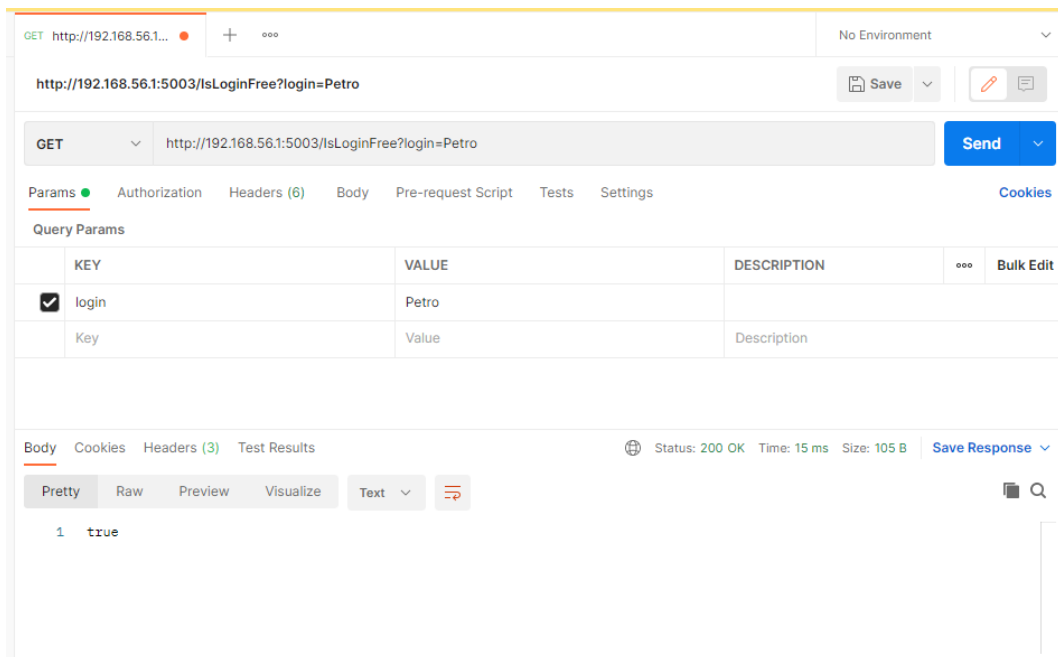 GET http://192.168.56.1... No Environment
http://192.168.56.1:5003/IsLoginFree?login=Petro Save
GET http://192.168.56.1:5003/IsLoginFree?login=Petro Send
Params Authorization Headers (6) Body Pre-request Script Tests Settings Cookies
Query Params
KEY VALUE DESCRIPTION Bulk Edit
login Petro
Key Value Description
Body Cookies Headers (3) Test Results Status: 200 OK Time: 15 ms Size: 105 B Save Response
Pretty Raw Preview Visualize Text
1 true